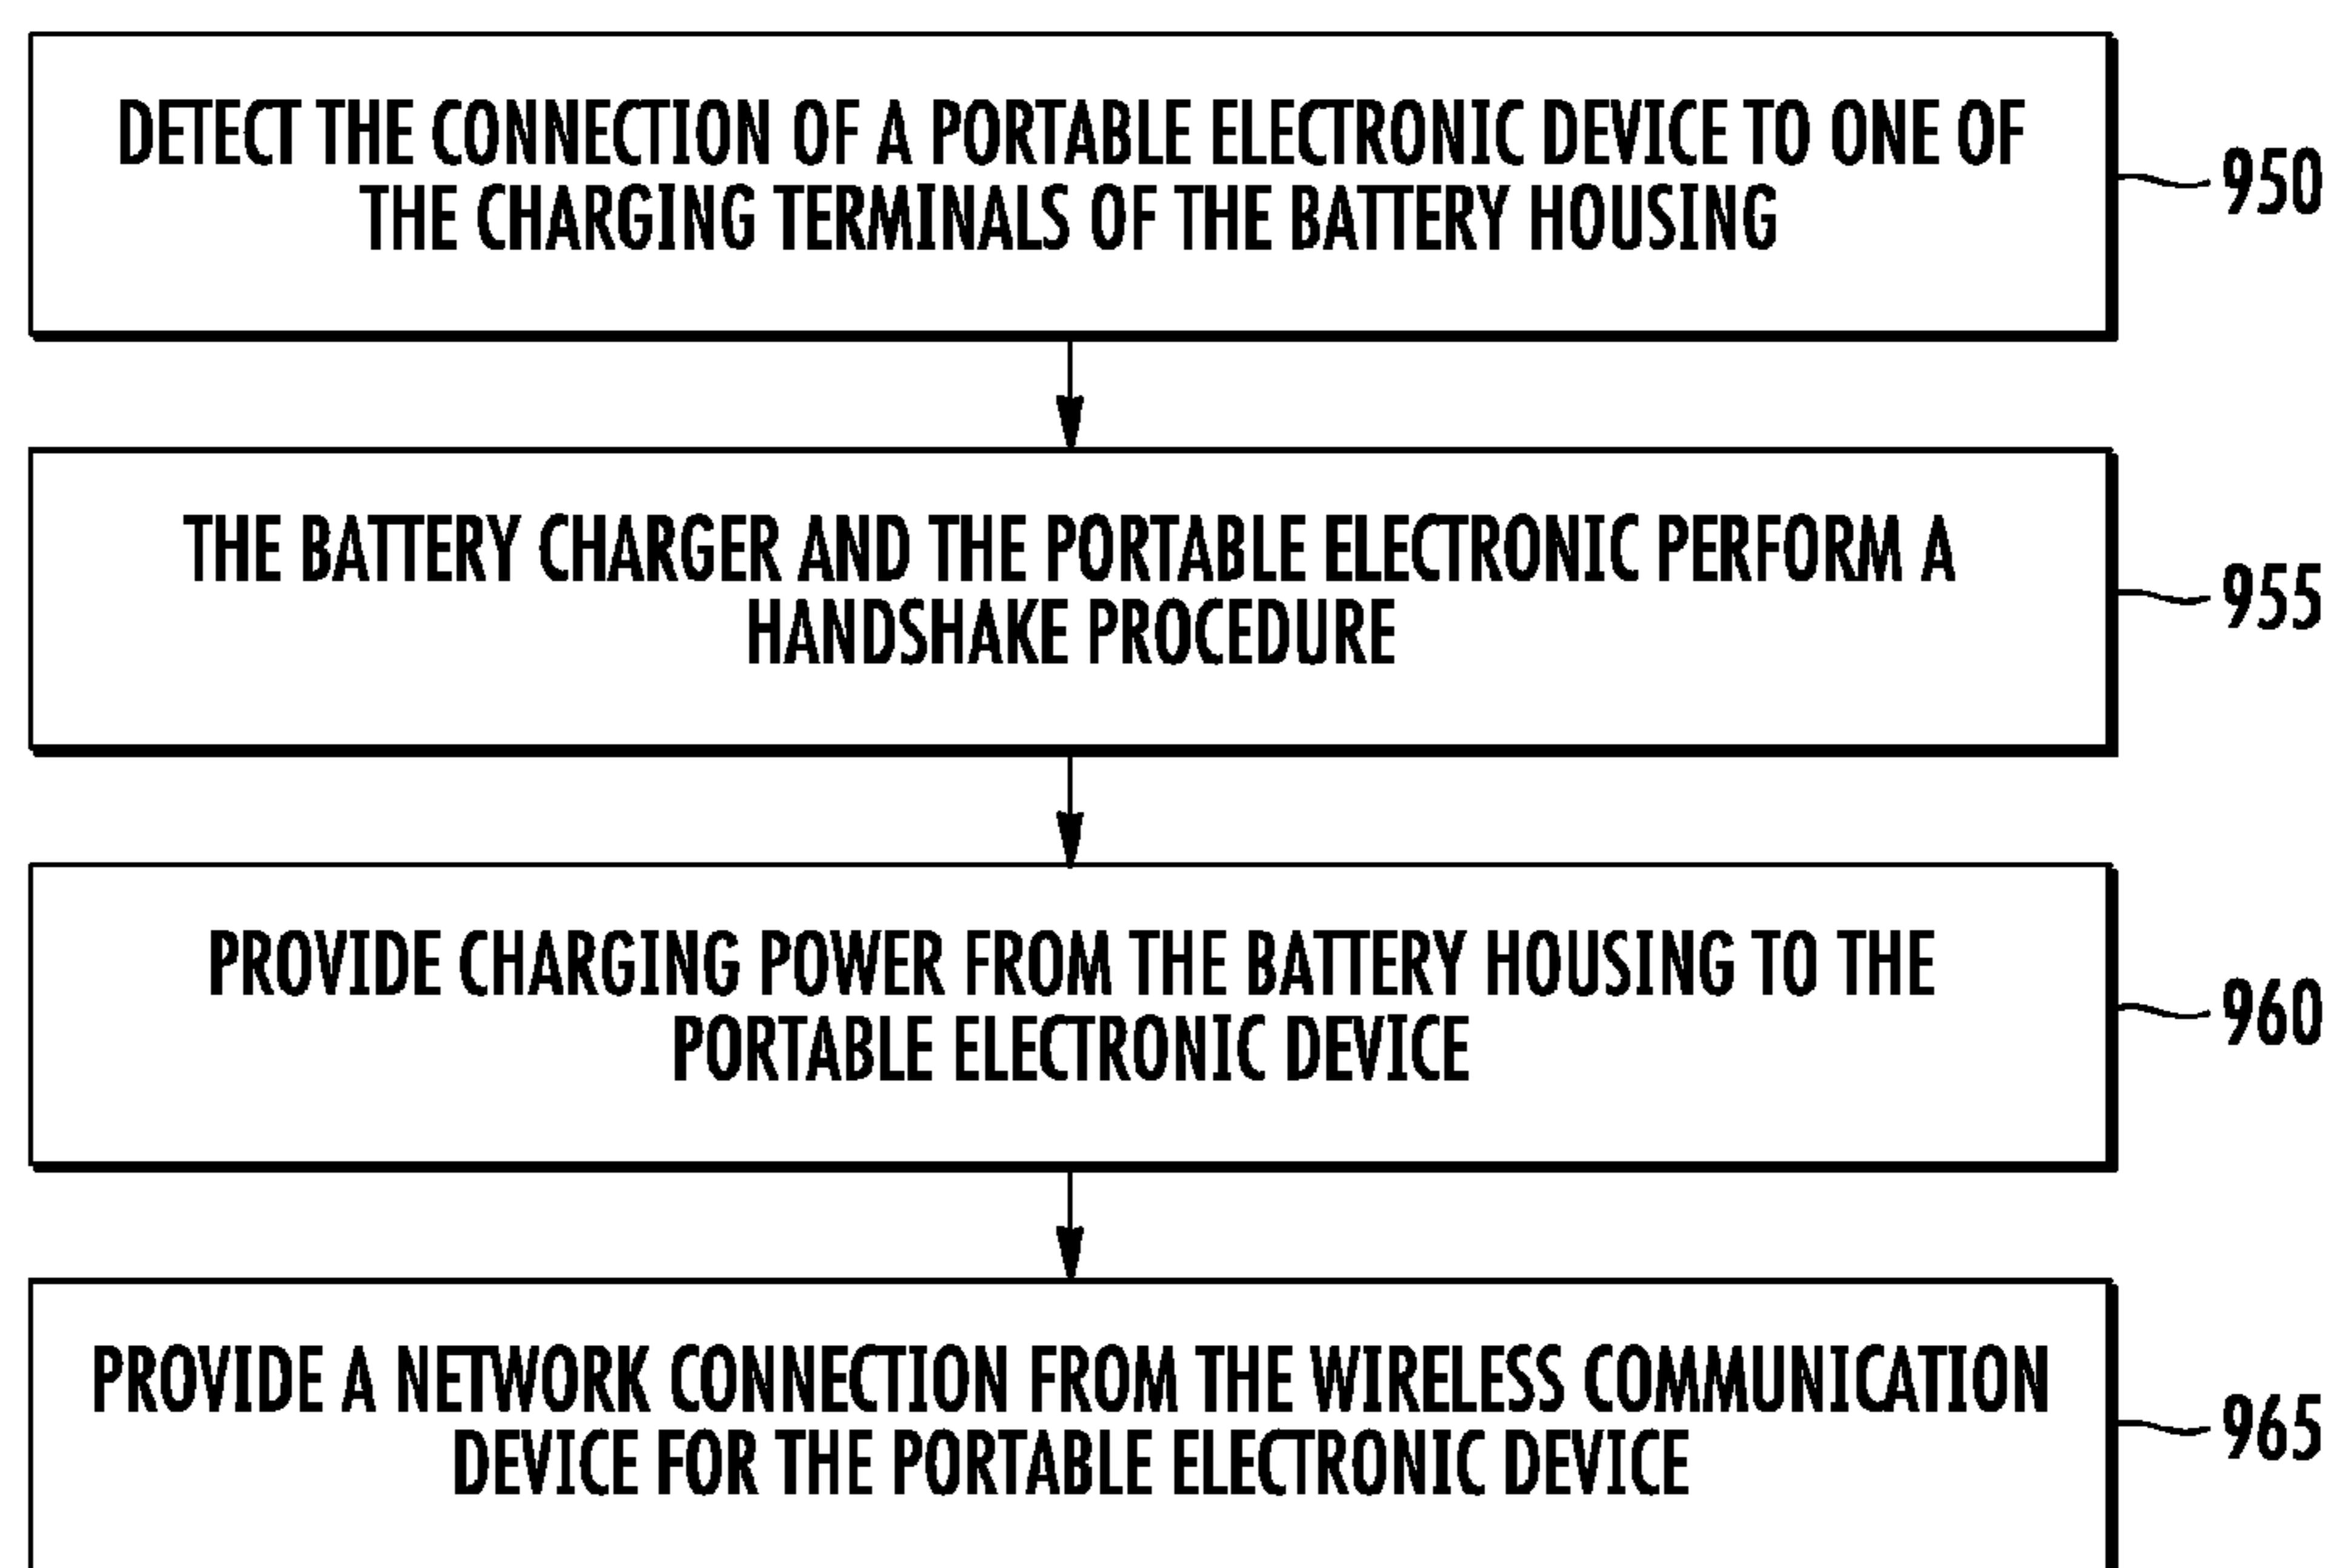 DETECT THE CONNECTION OF A PORTABLE ELECTRONIC DEVICE TO ONE OF
THE CHARGING TERMINALS OF THE BATTERY HOUSING
950
THE BATTERY CHARGER AND THE PORTABLE ELECTRONIC PERFORM A
HANDSHAKE PROCEDURE
955
PROVIDE CHARGING POWER FROM THE BATTERY HOUSING TO THE
PORTABLE ELECTRONIC DEVICE
960
PROVIDE A NETWORK CONNECTION FROM THE WIRELESS COMMUNICATION
DEVICE FOR THE PORTABLE ELECTRONIC DEVICE
965